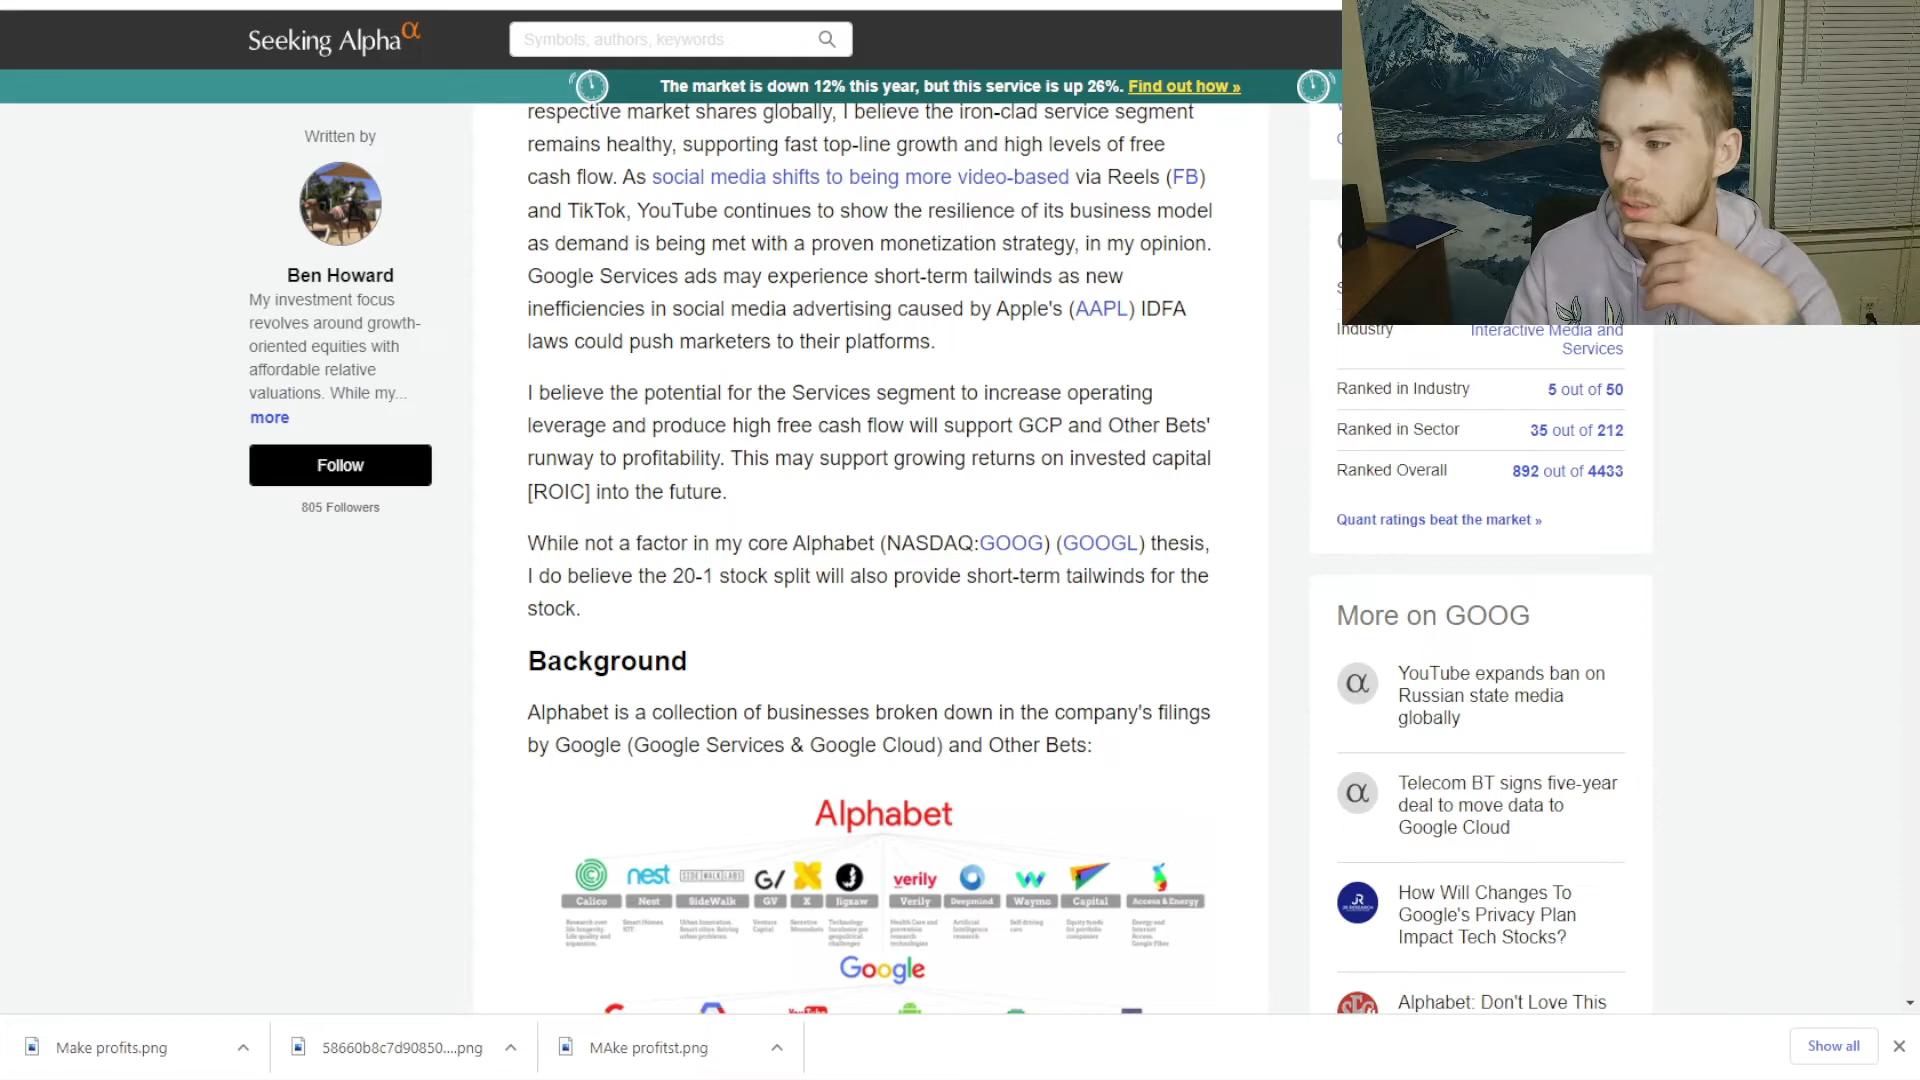 Seeking Alpha α
Symbols, authors, keywords
The market is down 12% this year, but this service is up 26%. Find out how »
Written by
Ben Howard
My investment focus
revolves around growth-
oriented equities with
affordable relative
valuations. While my...
more
Follow
805 Followers
respective market shares globally, I believe the iron-clad service segment
remains healthy, supporting fast top-line growth and high levels of free
cash flow. As social media shifts to being more video-based via Reels (FB)
and TikTok, YouTube continues to show the resilience of its business model
as demand is being met with a proven monetization strategy, in my opinion.
Google Services ads may experience short-term tailwinds as new
inefficiencies in social media advertising caused by Apple's (AAPL) IDFA
laws could push marketers to their platforms.
I believe the potential for the Services segment to increase operating
leverage and produce high free cash flow will support GCP and Other Bets'
runway to profitability. This may support growing returns on invested capital
[ROIC] into the future.
While not a factor in my core Alphabet (NASDAQ:GOOG) (GOOGL) thesis,
I do believe the 20-1 stock split will also provide short-term tailwinds for the
stock.
Background
Alphabet is a collection of businesses broken down in the company's filings
by Google (Google Services & Google Cloud) and Other Bets:
Alphabet
nest SIDEWALK LABS G/ verily
Calico Nest SideWalk GV X Jigsaw Verily Deepmind Waymo Capital Access & Energy
Google
YouTube
Industry
Interactive Media and
Services
Ranked in Industry 5 out of 50
Ranked in Sector 35 out of 212
Ranked Overall 892 out of 4433
Quant ratings beat the market »
More on GOOG
α
YouTube expands ban on
Russian state media
globally
α
Telecom BT signs five-year
deal to move data to
Google Cloud
JR
How Will Changes To
Google's Privacy Plan
Impact Tech Stocks?
Alphabet: Don't Love This
Make profits.png
58660b8c7d90850....png
MAke profitst.png
Show all